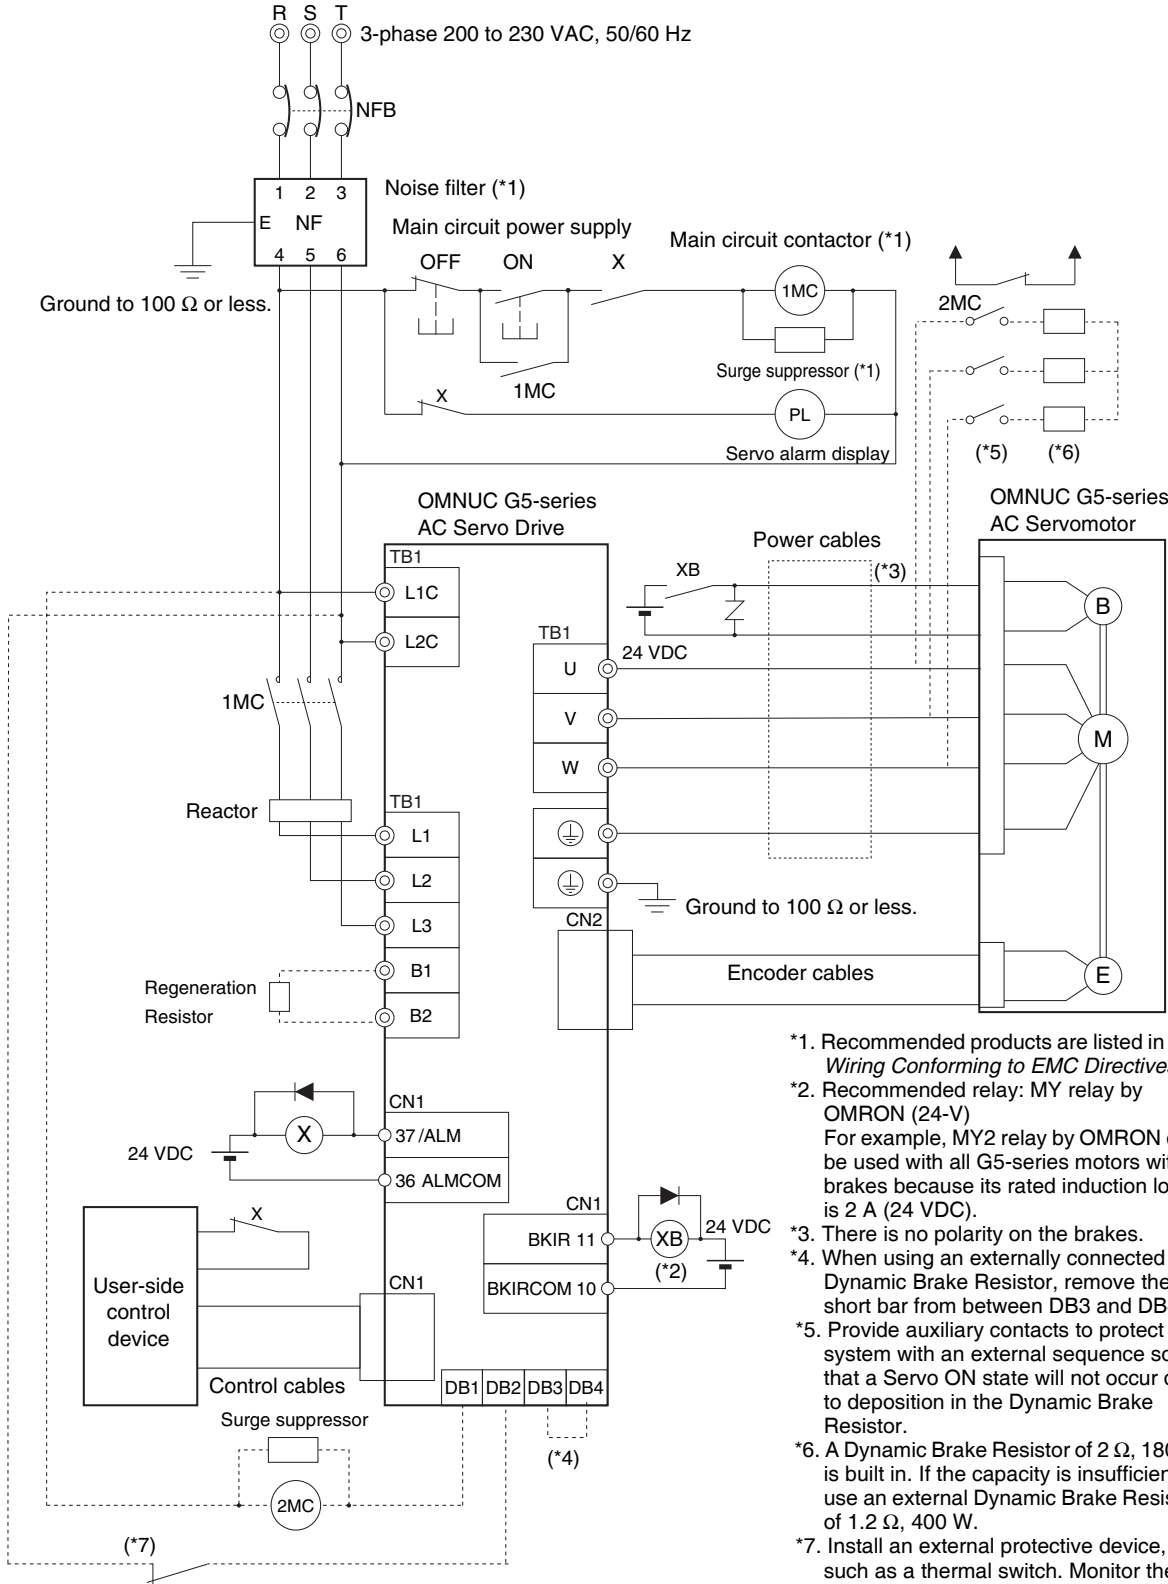 R S T
3-phase 200 to 230 VAC, 50/60 Hz
NFB
1 2 3
Noise filter (*1)
E NF
4 5 6
Ground to 100 Ω or less.
Main circuit power supply
OFF ON X
Main circuit contactor (*1)
1MC
Surge suppressor (*1)
1MC
X
PL
Servo alarm display
2MC
(*5) (*6)
OMNUC G5-series
AC Servo Drive
OMNUC G5-series
AC Servomotor
TB1
L1C
L2C
1MC
Reactor
TB1
L1
L2
L3
B1
B2
Regeneration
Resistor
Power cables
XB
(*3)
24 VDC
TB1
U
V
W
B
M
E
Ground to 100 Ω or less.
CN2
Encoder cables
CN1
X
37 /ALM
24 VDC
36 ALMCOM
X
User-side
control
device
CN1
Control cables
CN1
BKIR 11
XB
24 VDC
(*2)
BKIRCOM 10
DB1 DB2 DB3 DB4
(*4)
Surge suppressor
2MC
(*7)
*1. Recommended products are listed in
Wiring Conforming to EMC
*2. Recommended relay: MY relay by
OMRON (24-V)
For example, MY2 relay by OMRON
be used with all G5-series motors
brakes because its rated induction
is 2 A (24 VDC).
*3. There is no polarity on the brakes.
*4. When using an externally connected
Dynamic Brake Resistor, remove the
short bar from between DB3 and
*5. Provide auxiliary contacts to protect
system with an external sequence
that a Servo ON state will not occur
to deposition in the Dynamic Brake
Resistor.
*6. A Dynamic Brake Resistor of 2 Ω,
is built in. If the capacity is
use an external Dynamic Brake
of 1.2 Ω, 400 W.
*7. Install an external protective device,
such as a thermal switch. Monitor the